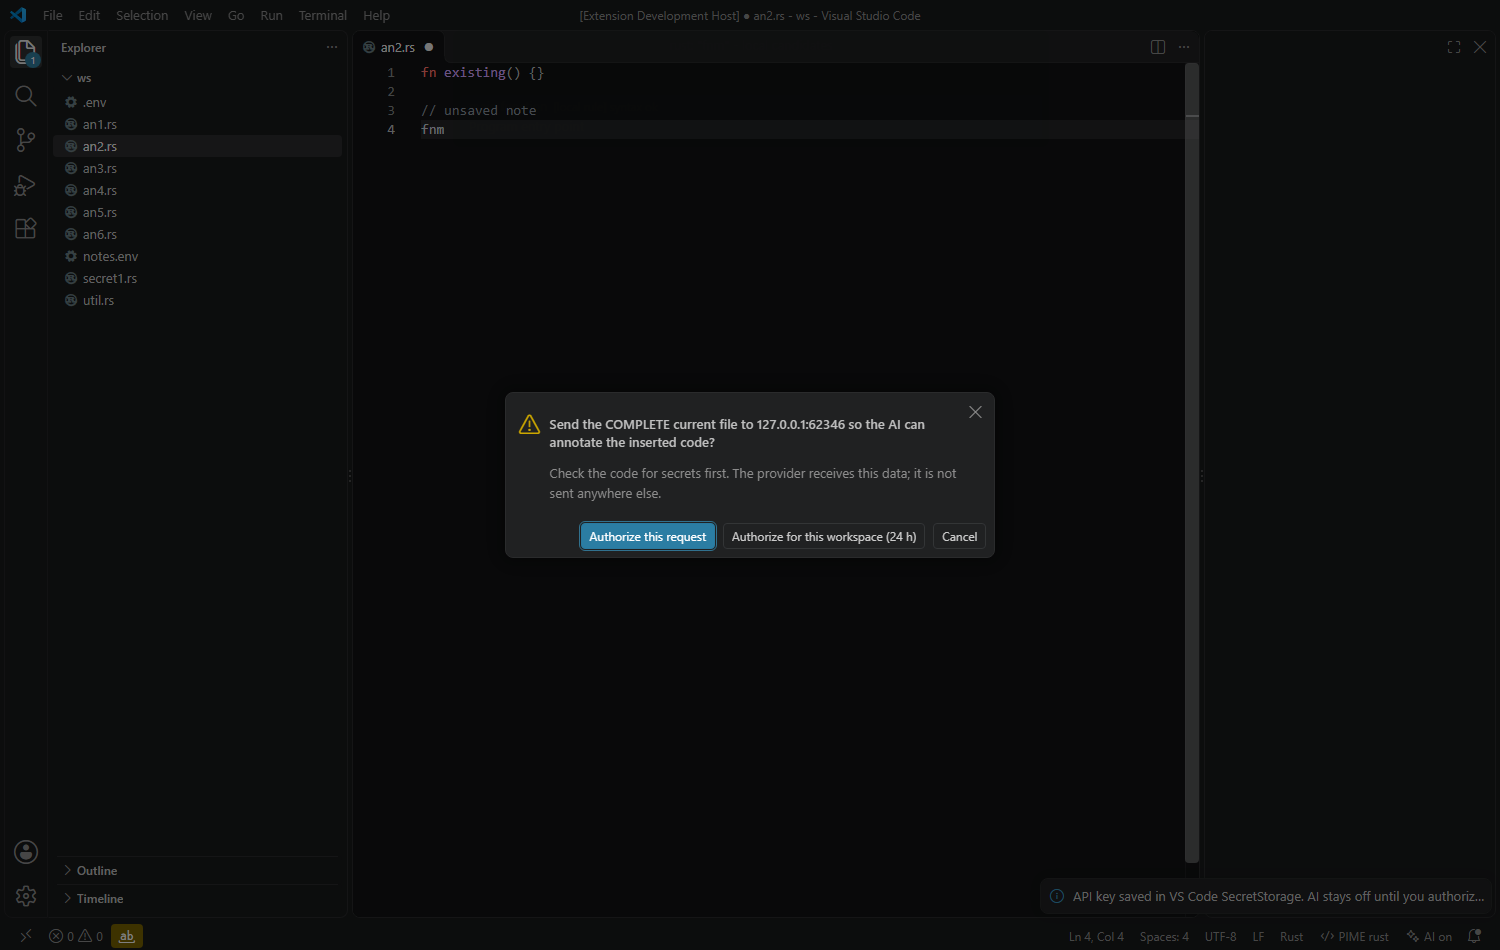 File Edit Selection View Go Run Terminal Help
[Extension Development Host] ● an2.rs - ws - Visual Studio Code
Explorer
ws
.env
an1.rs
an2.rs
an3.rs
an4.rs
an5.rs
an6.rs
notes.env
secret1.rs
util.rs
Outline
Timeline
1
an2.rs
1 fn existing() {}
2
3 // unsaved note
4 fnm
Send the COMPLETE current file to 127.0.0.1:62346 so the AI can
annotate the inserted code?
Check the code for secrets first. The provider receives this data; it is not
sent anywhere else.
Authorize this request Authorize for this workspace (24 h) Cancel
API key saved in VS Code SecretStorage. AI stays off until you authoriz...
0 0 ab Ln 4, Col 4 Spaces: 4 UTF-8 LF Rust PIME rust AI on